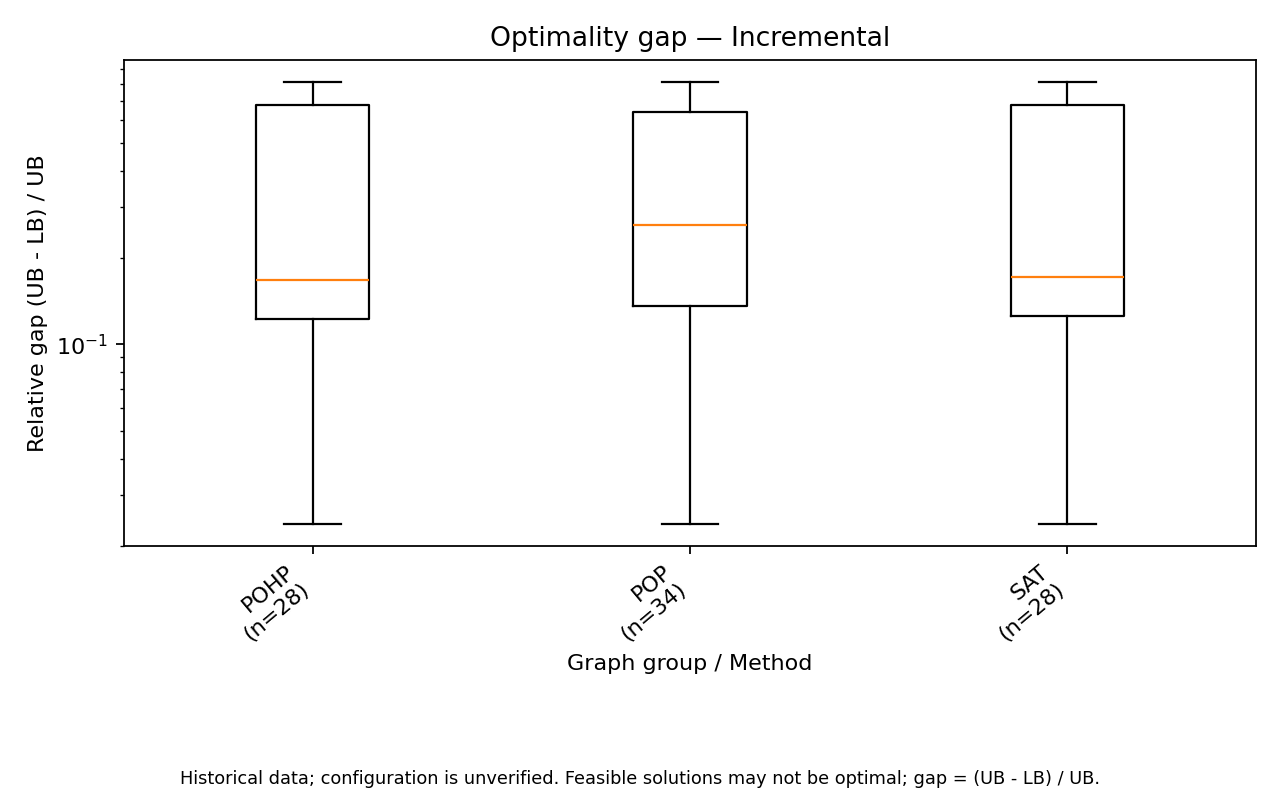 Optimality gap — Incremental
Relative gap (UB - LB) / UB
10⁻¹
POHP
(n=28)
POP
(n=34)
SAT
(n=28)
Graph group / Method
Historical data; configuration is unverified. Feasible solutions may not be optimal; gap = (UB - LB) / UB.